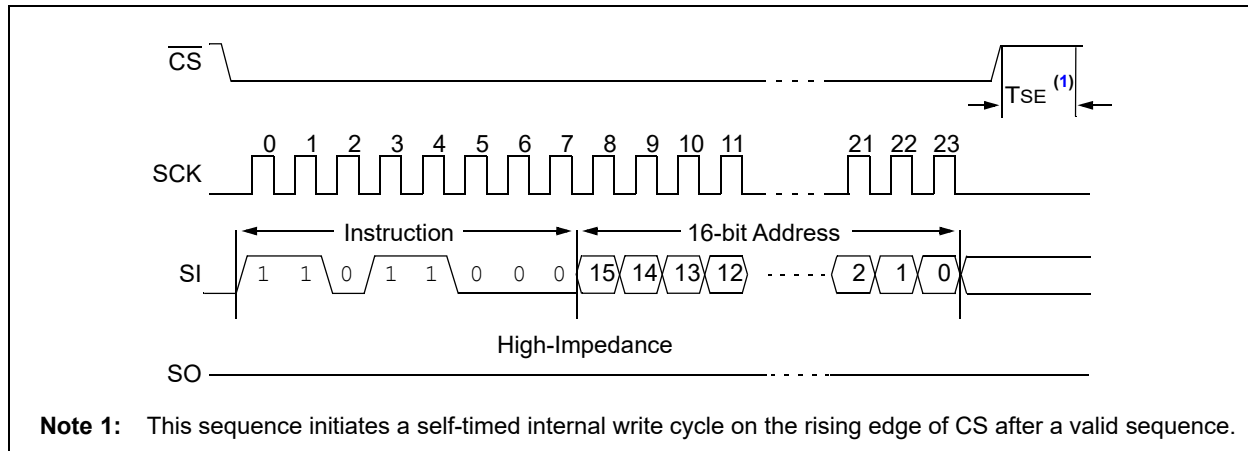 CS
TSE (1)
0 1 2 3 4 5 6 7 8 9 10 11 21 22 23
SCK
Instruction 16-bit Address
SI 1 1 0 1 1 0 0 0 15 14 13 12 2 1 0
High-Impedance
SO
Note 1: This sequence initiates a self-timed internal write cycle on the rising edge of CS after a valid sequence.